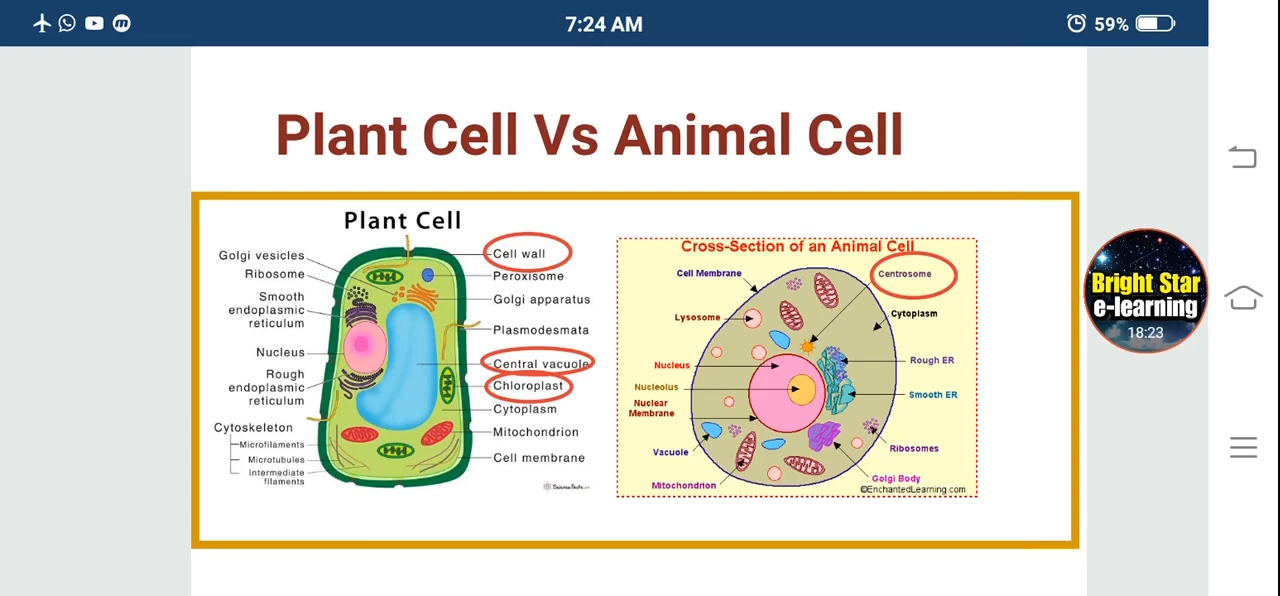 7:24 AM
59%
Plant Cell Vs Animal Cell
Plant Cell
Golgi vesicles
Ribosome
Smooth
endoplasmic
reticulum
Nucleus
Rough
endoplasmic
reticulum
Cytoskeleton
Microfilaments
Microtubules
Intermediate
filaments
Cell wall
Peroxisome
Golgi apparatus
Plasmodesmata
Central vacuole
Chloroplast
Cytoplasm
Mitochondrion
Cell membrane
Cross-Section of an Animal Cell
Cell Membrane
Centrosome
Lysosome
Cytoplasm
Nucleus
Rough ER
Nucleolus
Smooth ER
Nuclear
Membrane
Ribosomes
Vacuole
Golgi Body
Mitochondrion
©EnchantedLearning.com
Bright Star
e-learning
18:23